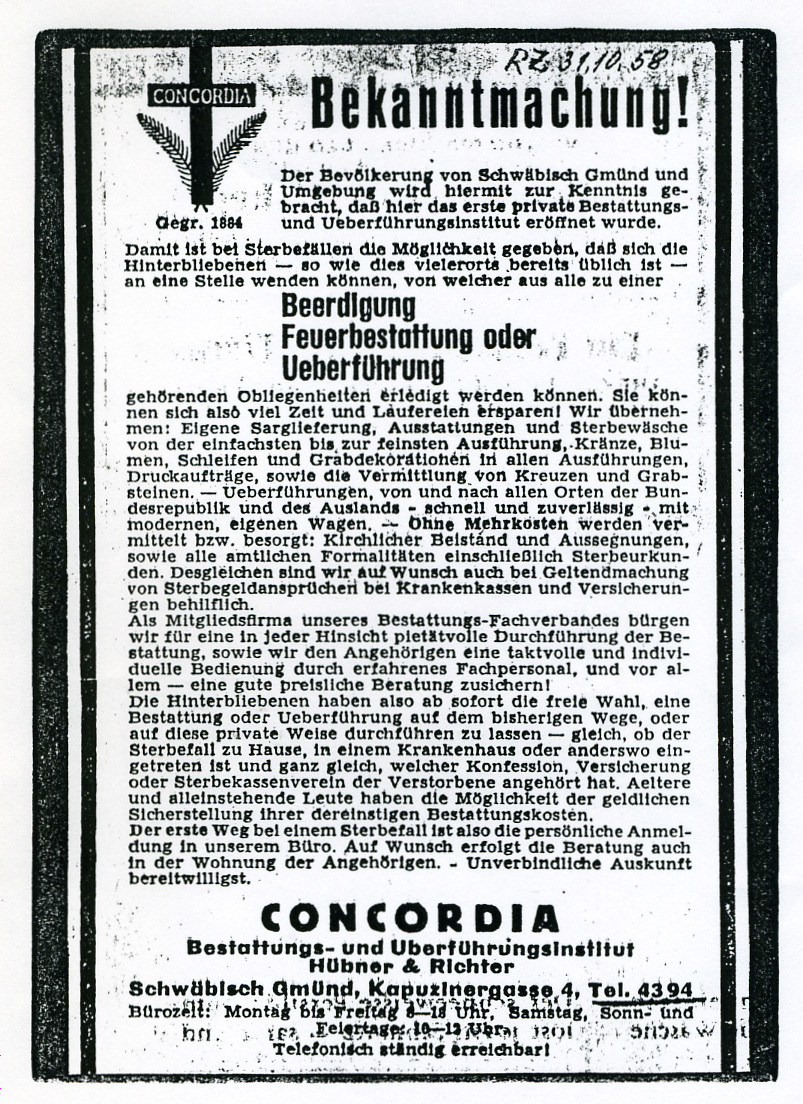 RZ 31.10.58
CONCORDIA
Gegr. 1884
Bekanntmachung!
Der Bevölkerung von Schwäbisch Gmünd und
Umgebung wird hiermit zur Kenntnis ge-
bracht, daß hier das erste private Bestattungs-
und Ueberführungsinstitut eröffnet wurde.
Damit ist bei Sterbefällen die Möglichkeit gegeben, daß sich die
Hinterbliebenen — so wie dies vielerorts bereits üblich ist —
an eine Stelle wenden können, von welcher aus alle zu einer
Beerdigung
Feuerbestattung oder
Ueberführung
gehörenden Obliegenheiten erledigt werden können. Sie kön-
nen sich also viel Zeit und Laufereien ersparen! Wir überneh-
men: Eigene Sarglieferung, Ausstattungen und Sterbewäsche
von der einfachsten bis zur feinsten Ausführung, Kränze, Blu-
men, Schleifen und Grabdekorationen in allen Ausführungen,
Druckaufträge, sowie die Vermittlung von Kreuzen und Grab-
steinen. — Ueberführungen, von und nach allen Orten der Bun-
desrepublik und des Auslands - schnell und zuverlässig - mit
modernen, eigenen Wagen. — Ohne Mehrkosten werden ver-
mittelt bzw. besorgt: Kirchlicher Beistand und Aussegnungen,
sowie alle amtlichen Formalitäten einschließlich Sterbeurkun-
den. Desgleichen sind wir auf Wunsch auch bei Geltendmachung
von Sterbegeldansprüchen bei Krankenkassen und Versicherun-
gen behilflich.
Als Mitgliedsfirma unseres Bestattungs-Fachverbandes bürgen
wir für eine in jeder Hinsicht pietätvolle Durchführung der Be-
stattung, sowie wir den Angehörigen eine taktvolle und indivi-
duelle Bedienung durch erfahrenes Fachpersonal, und vor al-
lem — eine gute preisliche Beratung zusichern!
Die Hinterbliebenen haben also ab sofort die freie Wahl, eine
Bestattung oder Ueberführung auf dem bisherigen Wege, oder
auf diese private Weise durchführen zu lassen — gleich, ob der
Sterbefall zu Hause, in einem Krankenhaus oder anderswo ein-
getreten ist und ganz gleich, welcher Konfession, Versicherung
oder Sterbekassenverein der Verstorbene angehört hat. Aeltere
und alleinstehende Leute haben die Möglichkeit der geldlichen
Sicherstellung ihrer dereinstigen Bestattungskosten.
Der erste Weg bei einem Sterbefall ist also die persönliche Anmel-
dung in unserem Büro. Auf Wunsch erfolgt die Beratung auch
in der Wohnung der Angehörigen. - Unverbindliche Auskunft
bereitwilligst.
CONCORDIA
Bestattungs- und Überführungsinstitut
Hübner & Richter
Schwäbisch Gmünd, Kapuzinergasse 4, Tel. 4394
Bürozeit: Montag bis Freitag 8—18 Uhr, Samstag, Sonn- und
Feiertage: 10—12 Uhr
Telefonisch ständig erreichbar!